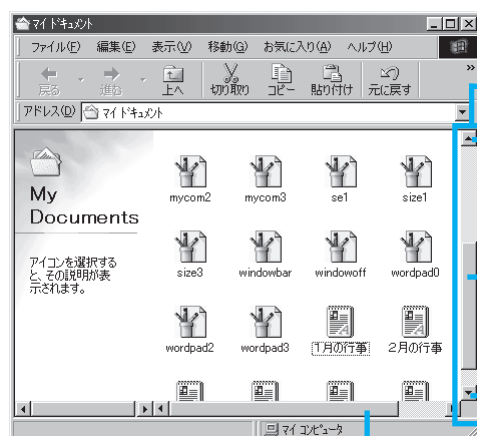 マイ ドキュメント
ファイル(F) 編集(E) 表示(V) 移動(G) お気に入り(A) ヘルプ(H)
戻る 進む 上へ 切り取り コピー 貼り付け 元に戻す »
アドレス(D) マイ ドキュメント
My
Documents
アイコンを選択する
と、その説明が表
示されます。
mycom2 mycom3 se1 size1
size3 windowbar windowoff wordpad0
wordpad2 wordpad3 1月の行事 2月の行事
マイ コンピュータ